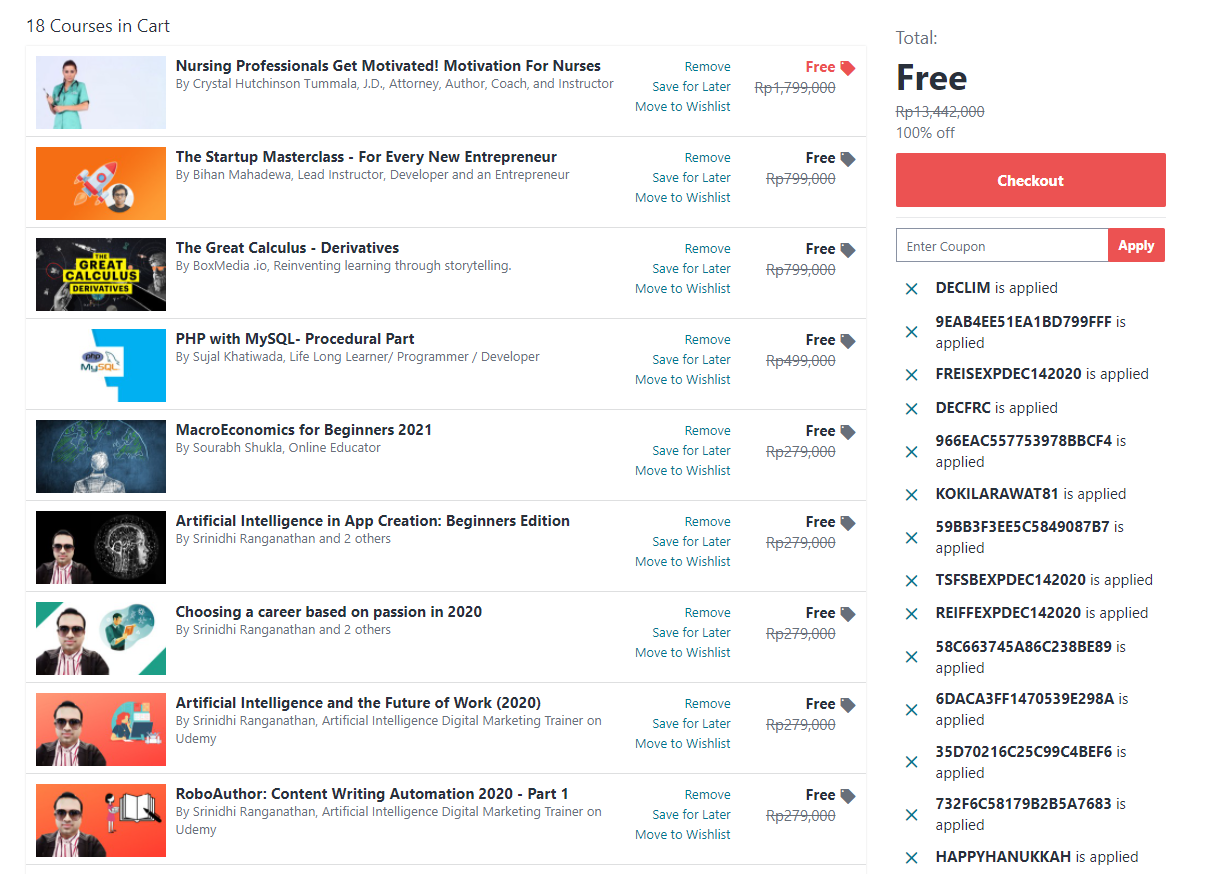 18 Courses in Cart
Nursing Professionals Get Motivated! Motivation For Nurses
By Crystal Hutchinson Tummala, J.D., Attorney, Author, Coach, and Instructor
Remove
Save for Later
Move to Wishlist
Free
Rp1,799,000
The Startup Masterclass - For Every New Entrepreneur
By Bihan Mahadewa, Lead Instructor, Developer and an Entrepreneur
Remove
Save for Later
Move to Wishlist
Free
Rp799,000
THE
GREAT
CALCULUS
DERIVATIVES
The Great Calculus - Derivatives
By BoxMedia .io, Reinventing learning through storytelling.
Remove
Save for Later
Move to Wishlist
Free
Rp799,000
php
MySQL
PHP with MySQL- Procedural Part
By Sujal Khatiwada, Life Long Learner/ Programmer / Developer
Remove
Save for Later
Move to Wishlist
Free
Rp499,000
MacroEconomics for Beginners 2021
By Sourabh Shukla, Online Educator
Remove
Save for Later
Move to Wishlist
Free
Rp279,000
Artificial Intelligence in App Creation: Beginners Edition
By Srinidhi Ranganathan and 2 others
Remove
Save for Later
Move to Wishlist
Free
Rp279,000
Choosing a career based on passion in 2020
By Srinidhi Ranganathan and 2 others
Remove
Save for Later
Move to Wishlist
Free
Rp279,000
Artificial Intelligence and the Future of Work (2020)
By Srinidhi Ranganathan, Artificial Intelligence Digital Marketing Trainer on
Udemy
Remove
Save for Later
Move to Wishlist
Free
Rp279,000
RoboAuthor: Content Writing Automation 2020 - Part 1
By Srinidhi Ranganathan, Artificial Intelligence Digital Marketing Trainer on
Udemy
Remove
Save for Later
Move to Wishlist
Free
Rp279,000
Total:
Free
Rp13,442,000
100% off
Checkout
Enter Coupon
Apply
DECLIM is applied
9EAB4EE51EA1BD799FFF is
applied
FREISEXPDEC142020 is applied
DECFRC is applied
966EAC557753978BBCF4 is
applied
KOKILARAWAT81 is applied
59BB3F3EE5C5849087B7 is
applied
TSFSBEXPDEC142020 is applied
REIFFEXPDEC142020 is applied
58C663745A86C238BE89 is
applied
6DACA3FF1470539E298A is
applied
35D70216C25C99C4BEF6 is
applied
732F6C58179B2B5A7683 is
applied
HAPPYHANUKKAH is applied